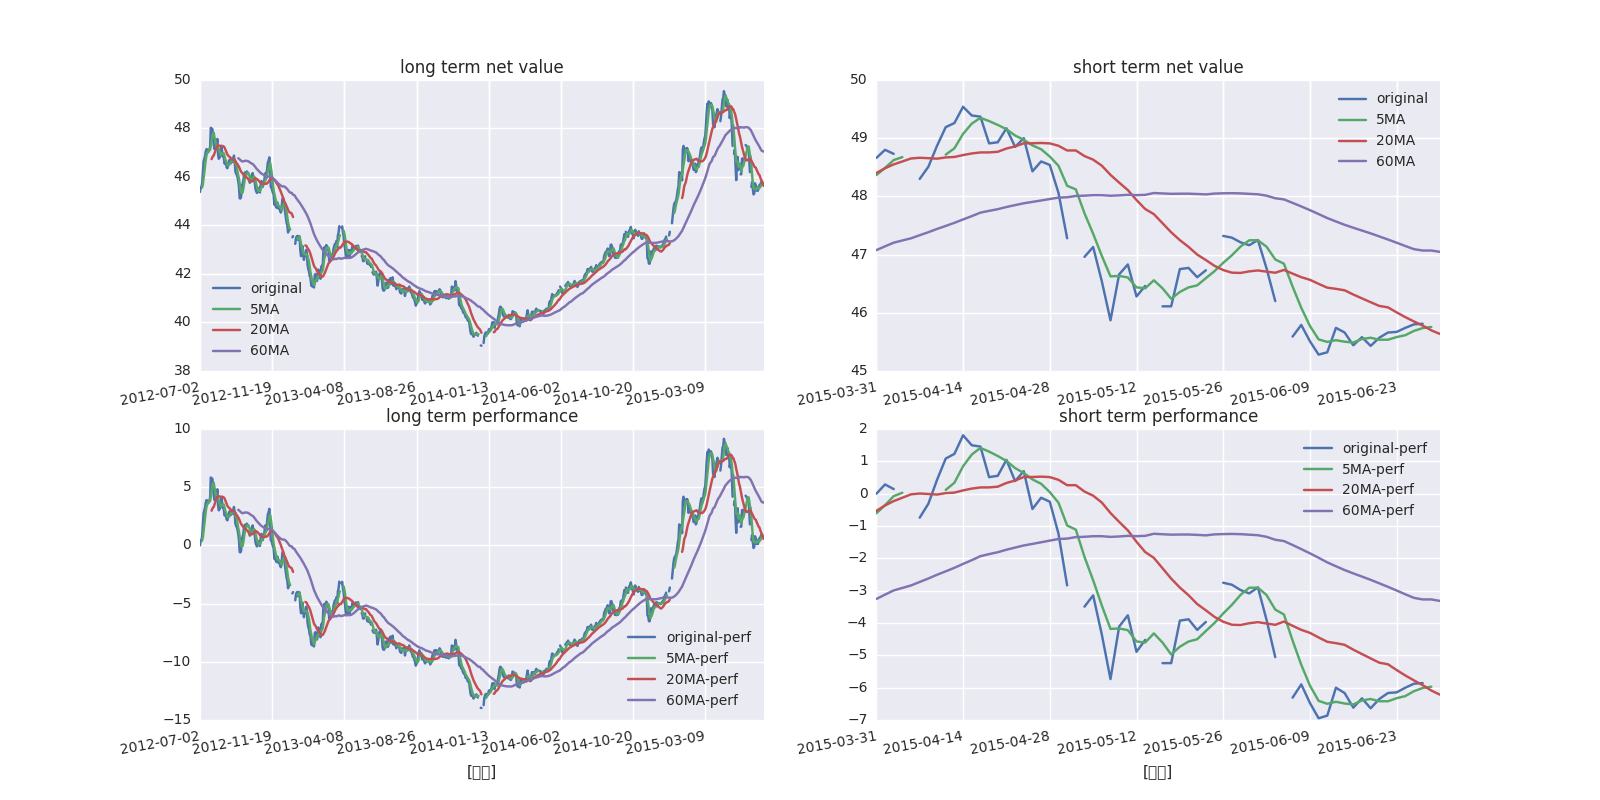 long term net value
50
48
46
44
42
40
38
original
5MA
20MA
60MA
2012-07-02 2012-11-19 2013-04-08 2013-08-26 2014-01-13 2014-06-02 2014-10-20 2015-03-09
short term net value
50
49
48
47
46
45
original
5MA
20MA
60MA
2015-03-31 2015-04-14 2015-04-28 2015-05-12 2015-05-26 2015-06-09 2015-06-23
long term performance
10
5
0
−5
−10
−15
original-perf
5MA-perf
20MA-perf
60MA-perf
2012-07-02 2012-11-19 2013-04-08 2013-08-26 2014-01-13 2014-06-02 2014-10-20 2015-03-09
short term performance
2
1
0
−1
−2
−3
−4
−5
−6
−7
original-perf
5MA-perf
20MA-perf
60MA-perf
2015-03-31 2015-04-14 2015-04-28 2015-05-12 2015-05-26 2015-06-09 2015-06-23